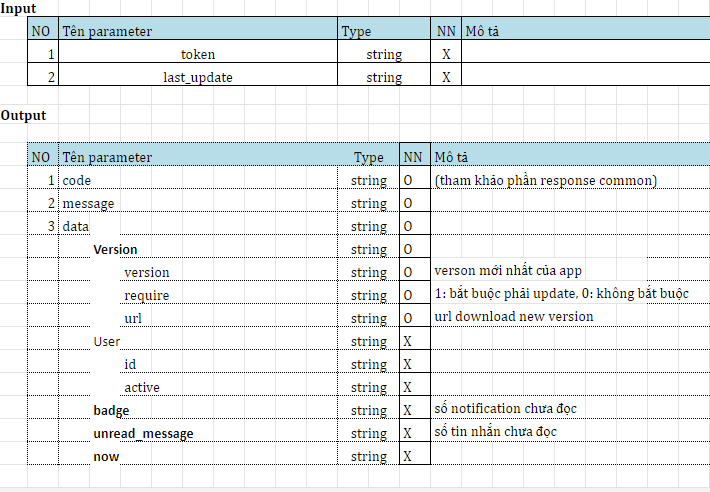 Input
NO Tên parameter Type NN Mô tả
1 token string X
2 last_update string X
Output
NO Tên parameter Type NN Mô tả
1 code string O (tham khảo phần response common)
2 message string O
3 data string O
Version string O
version string O verson mới nhất của app
require string O 1: bắt buộc phải update, 0: không bắt buộc
url string O url download new version
User string X
id string X
active string X
badge string X số notification chưa đọc
unread_message string X số tin nhắn chưa đọc
now string X